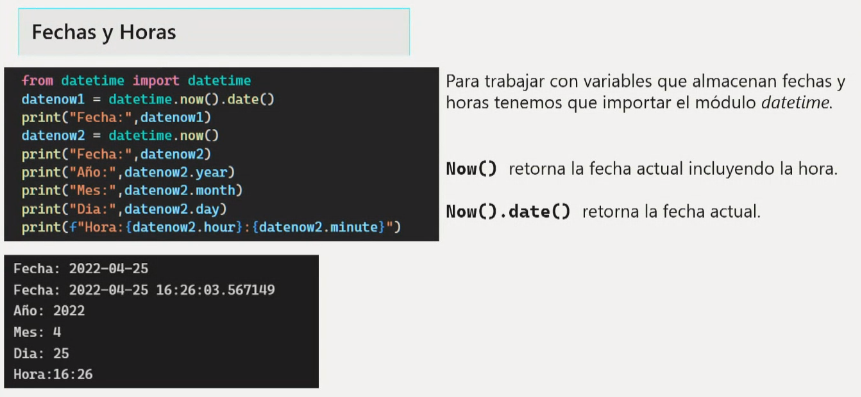 Fechas y Horas
from datetime import datetime
datenow1 = datetime.now().date()
print("Fecha:",datenow1)
datenow2 = datetime.now()
print("Fecha:",datenow2)
print("Año:",datenow2.year)
print("Mes:",datenow2.month)
print("Dia:",datenow2.day)
print(f"Hora:{datenow2.hour}:{datenow2.minute}")
Para trabajar con variables que almacenan fechas y
horas tenemos que importar el módulo datetime.
Now() retorna la fecha actual incluyendo la hora.
Now().date() retorna la fecha actual.
Fecha: 2022-04-25
Fecha: 2022-04-25 16:26:03.567149
Año: 2022
Mes: 4
Dia: 25
Hora:16:26